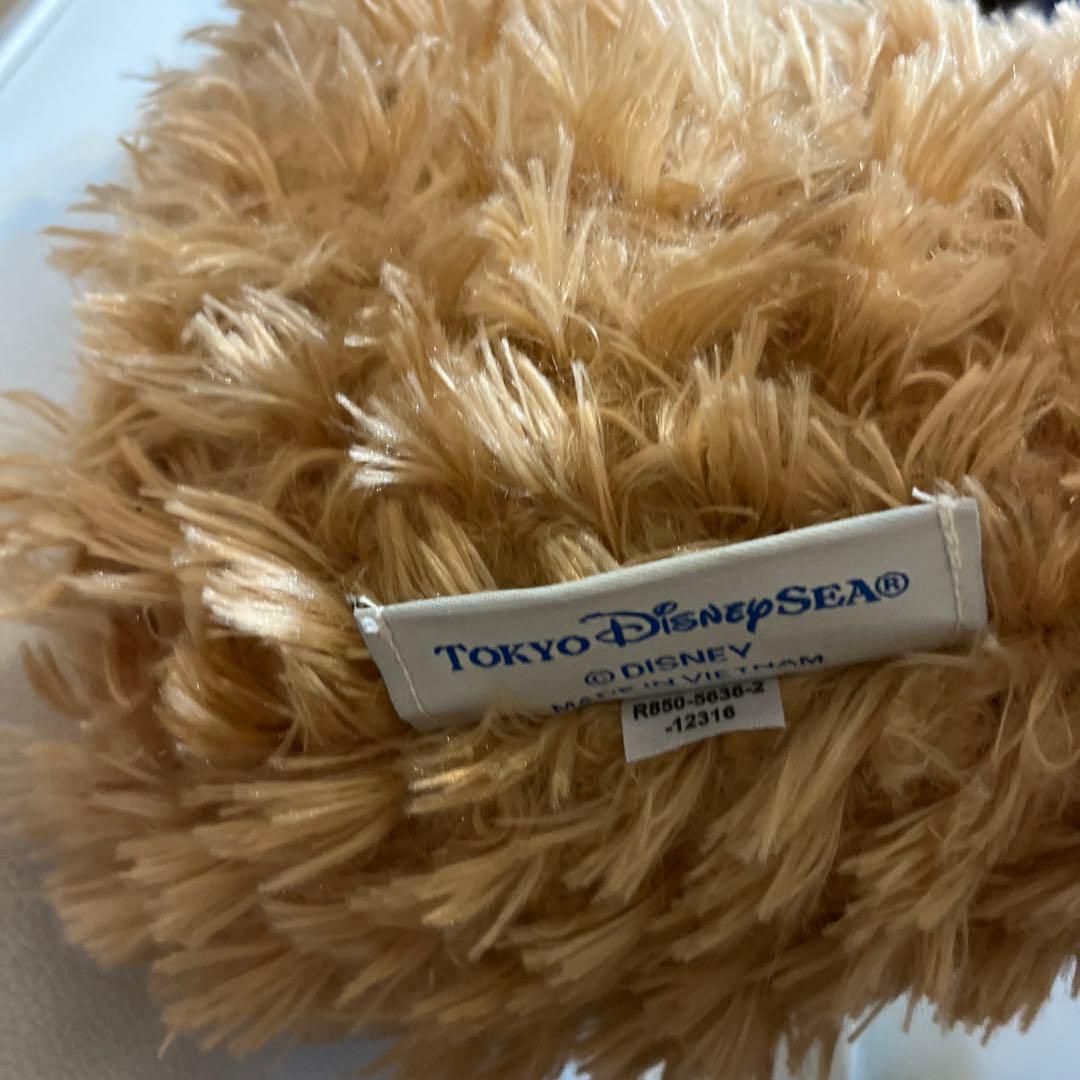 TOKYO DISNEYSEA®
© DISNEY
MADE IN VIETNAM
R850-5636-2
-12316